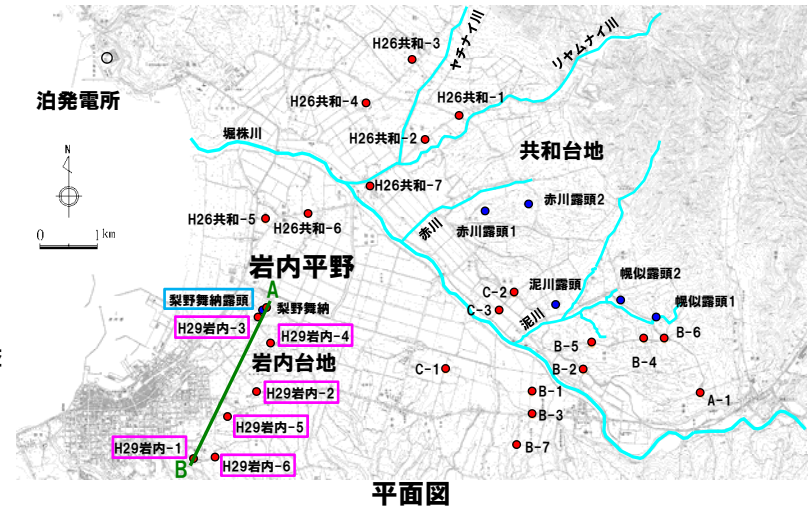 H26共和-3
ヤチナイ川
リヤムナイ川
泊発電所
H26共和-4
H26共和-1
堀株川
H26共和-2
共和台地
N
H26共和-7
赤川露頭2
0 1km
H26共和-5
H26共和-6
赤川
赤川露頭1
岩内平野
幌似露頭2
泥川露頭
梨野舞納露頭
A
梨野舞納
C-2
幌似露頭1
H29岩内-3
C-3
泥川
H29岩内-4
B-5
B-6
岩内台地
B-4
C-1
B-2
H29岩内-2
B-1
A-1
B-3
H29岩内-5
H29岩内-1
B-7
B
H29岩内-6
平面図